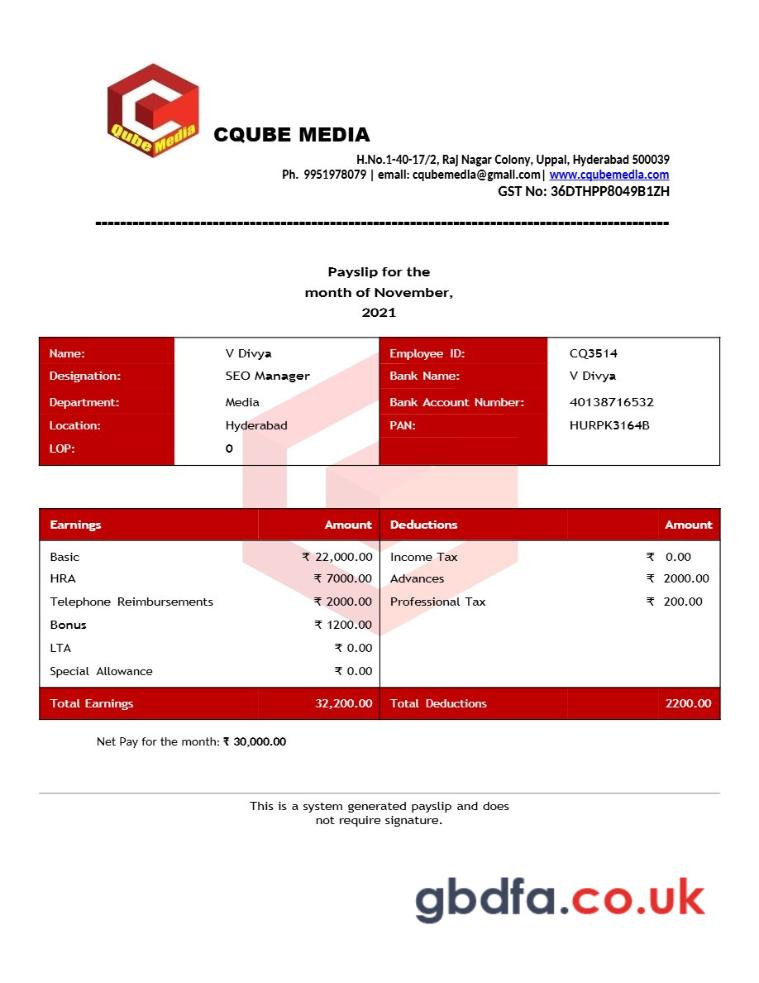 Qube Media
CQUBE MEDIA
H.No.1-40-17/2, Raj Nagar Colony, Uppal, Hyderabad 500039
Ph. 9951978079 | email: cqubemedia@gmail.com| www.cqubemedia.com
GST No: 36DTHPP8049B1ZH
Payslip for the
month of November,
2021
Name: V Divya Employee ID: CQ3514
Designation: SEO Manager Bank Name: V Divya
Department: Media Bank Account Number: 40138716532
Location: Hyderabad PAN: HURPK3164B
LOP: 0
Earnings Amount Deductions Amount
Basic ₹ 22,000.00 Income Tax ₹ 0.00
HRA ₹ 7000.00 Advances ₹ 2000.00
Telephone Reimbursements ₹ 2000.00 Professional Tax ₹ 200.00
Bonus ₹ 1200.00
LTA ₹ 0.00
Special Allowance ₹ 0.00
Total Earnings 32,200.00 Total Deductions 2200.00
Net Pay for the month: ₹ 30,000.00
This is a system generated payslip and does
not require signature.
gbdfa.co.uk